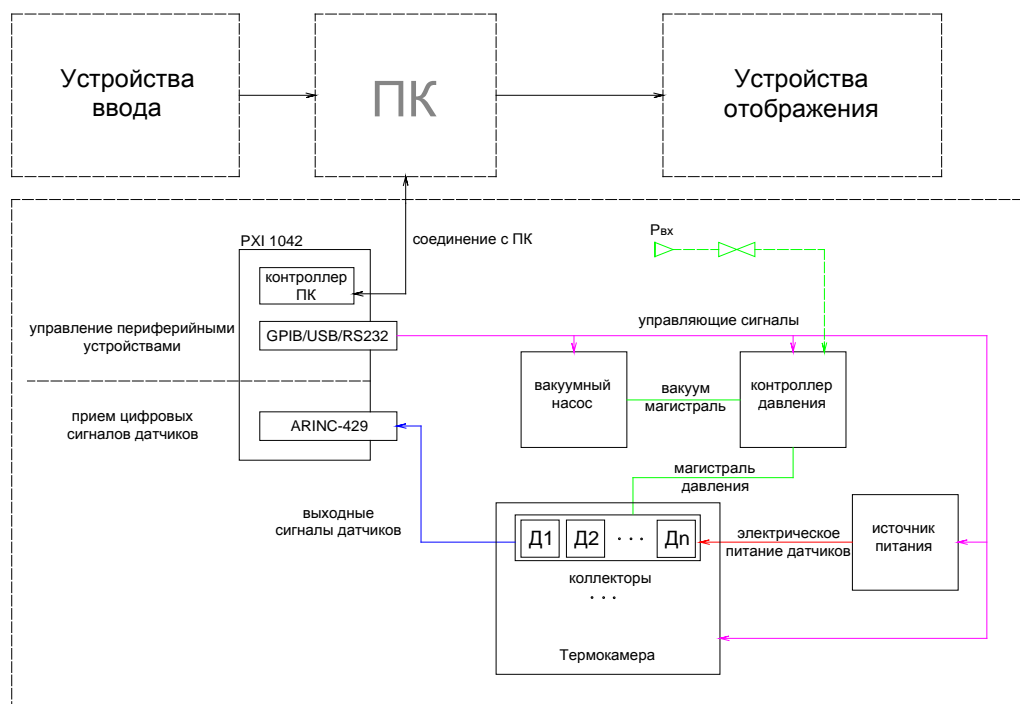 Устройства
ввода
ПК
Устройства
отображения
PXI 1042
соединение с ПК
Pвх
контроллер
ПК
управление периферийными
устройствами
GPIB/USB/RS232
управляющие сигналы
вакуумный
насос
вакуум
магистраль
контроллер
давления
прием цифровых
сигналов датчиков
ARINC-429
магистраль
давления
выходные
сигналы датчиков
Д1
Д2
· · ·
Дn
электрическое
питание датчиков
источник
питания
коллекторы
· · ·
Термокамера